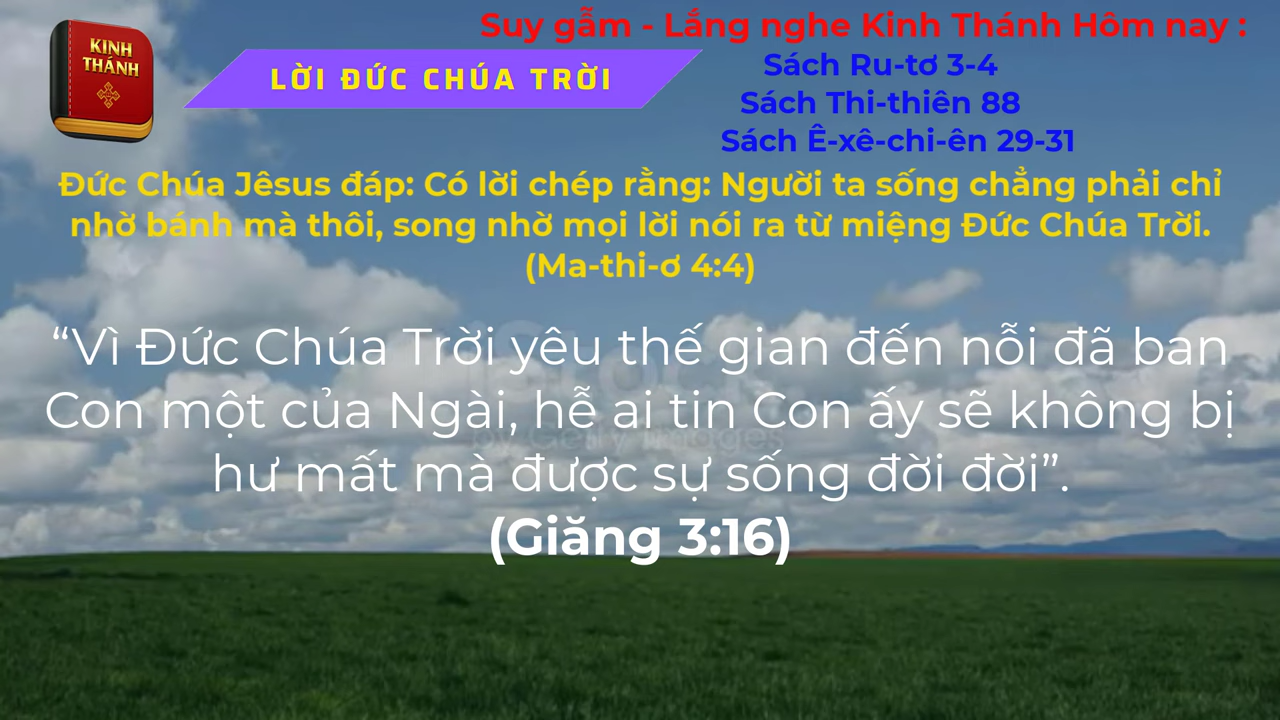 KINH
THÁNH
LỜI ĐỨC CHÚA TRỜI
Suy gẫm - Lắng nghe Kinh Thánh Hôm nay :
Sách Ru-tơ 3-4
Sách Thi-thiên 88
Sách Ê-xê-chi-ên 29-31
Đức Chúa Jêsus đáp: Có lời chép rằng: Người ta sống chẳng phải chỉ
nhờ bánh mà thôi, song nhờ mọi lời nói ra từ miệng Đức Chúa Trời.
(Ma-thi-ơ 4:4)
“Vì Đức Chúa Trời yêu thế gian đến nỗi đã ban
Con một của Ngài, hễ ai tin Con ấy sẽ không bị
hư mất mà được sự sống đời đời”.
(Giăng 3:16)
iStock
by Getty Images